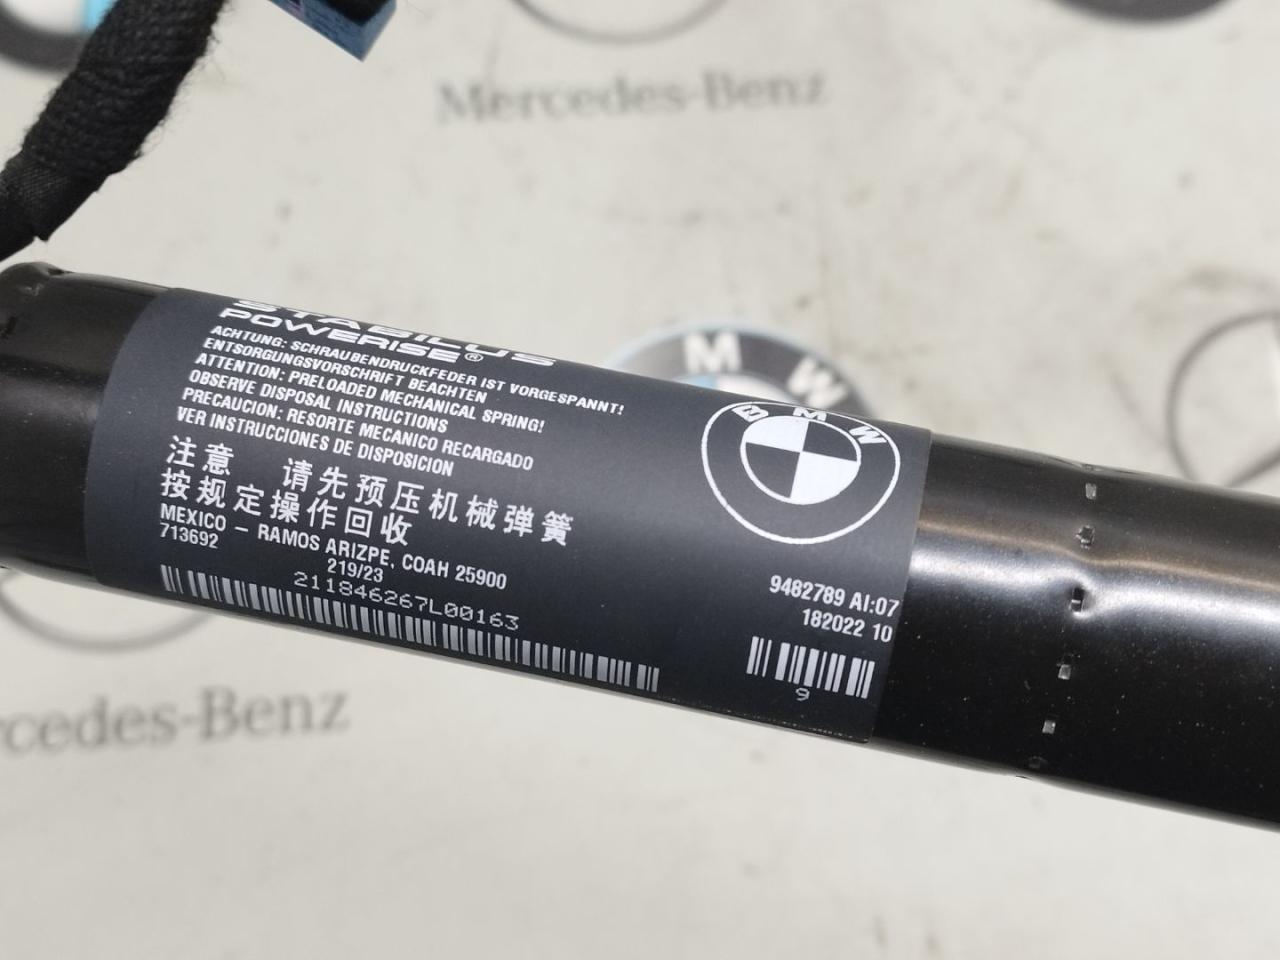 Mercedes-Benz
STABILUS
POWERISE®
ACHTUNG: SCHRAUBENDRUCKFEDER IST VORGESPANNT!
ENTSORGUNGSVORSCHRIFT BEACHTEN
ATTENTION: PRELOADED MECHANICAL SPRING!
OBSERVE DISPOSAL INSTRUCTIONS
PRECAUCION: RESORTE MECANICO RECARGADO
VER INSTRUCCIONES DE DISPOSICION
注意 请先预压机械弹簧
按规定操作回收
MEXICO - RAMOS ARIZPE, COAH 25900
713692 219/23
211846267L00163
BMW
9482789 AI:07
182022 10
9
M W
rcedes-Benz